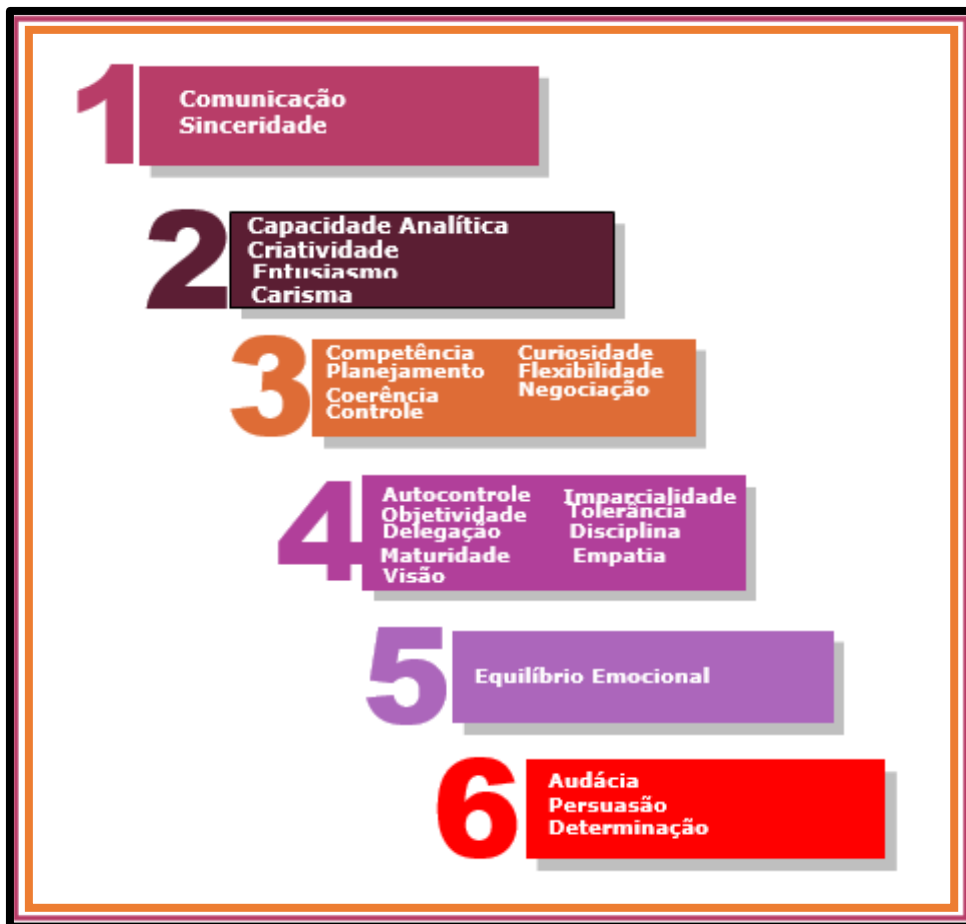 1
Comunicação
Sinceridade
2
Capacidade Analítica
Criatividade
Entusiasmo
Carisma
3
Competência
Planejamento
Coerência
Controle
Curiosidade
Flexibilidade
Negociação
4
Autocontrole
Objetividade
Delegação
Maturidade
Visão
Imparcialidade
Tolerância
Disciplina
Empatia
5
Equilíbrio Emocional
6
Audácia
Persuasão
Determinação